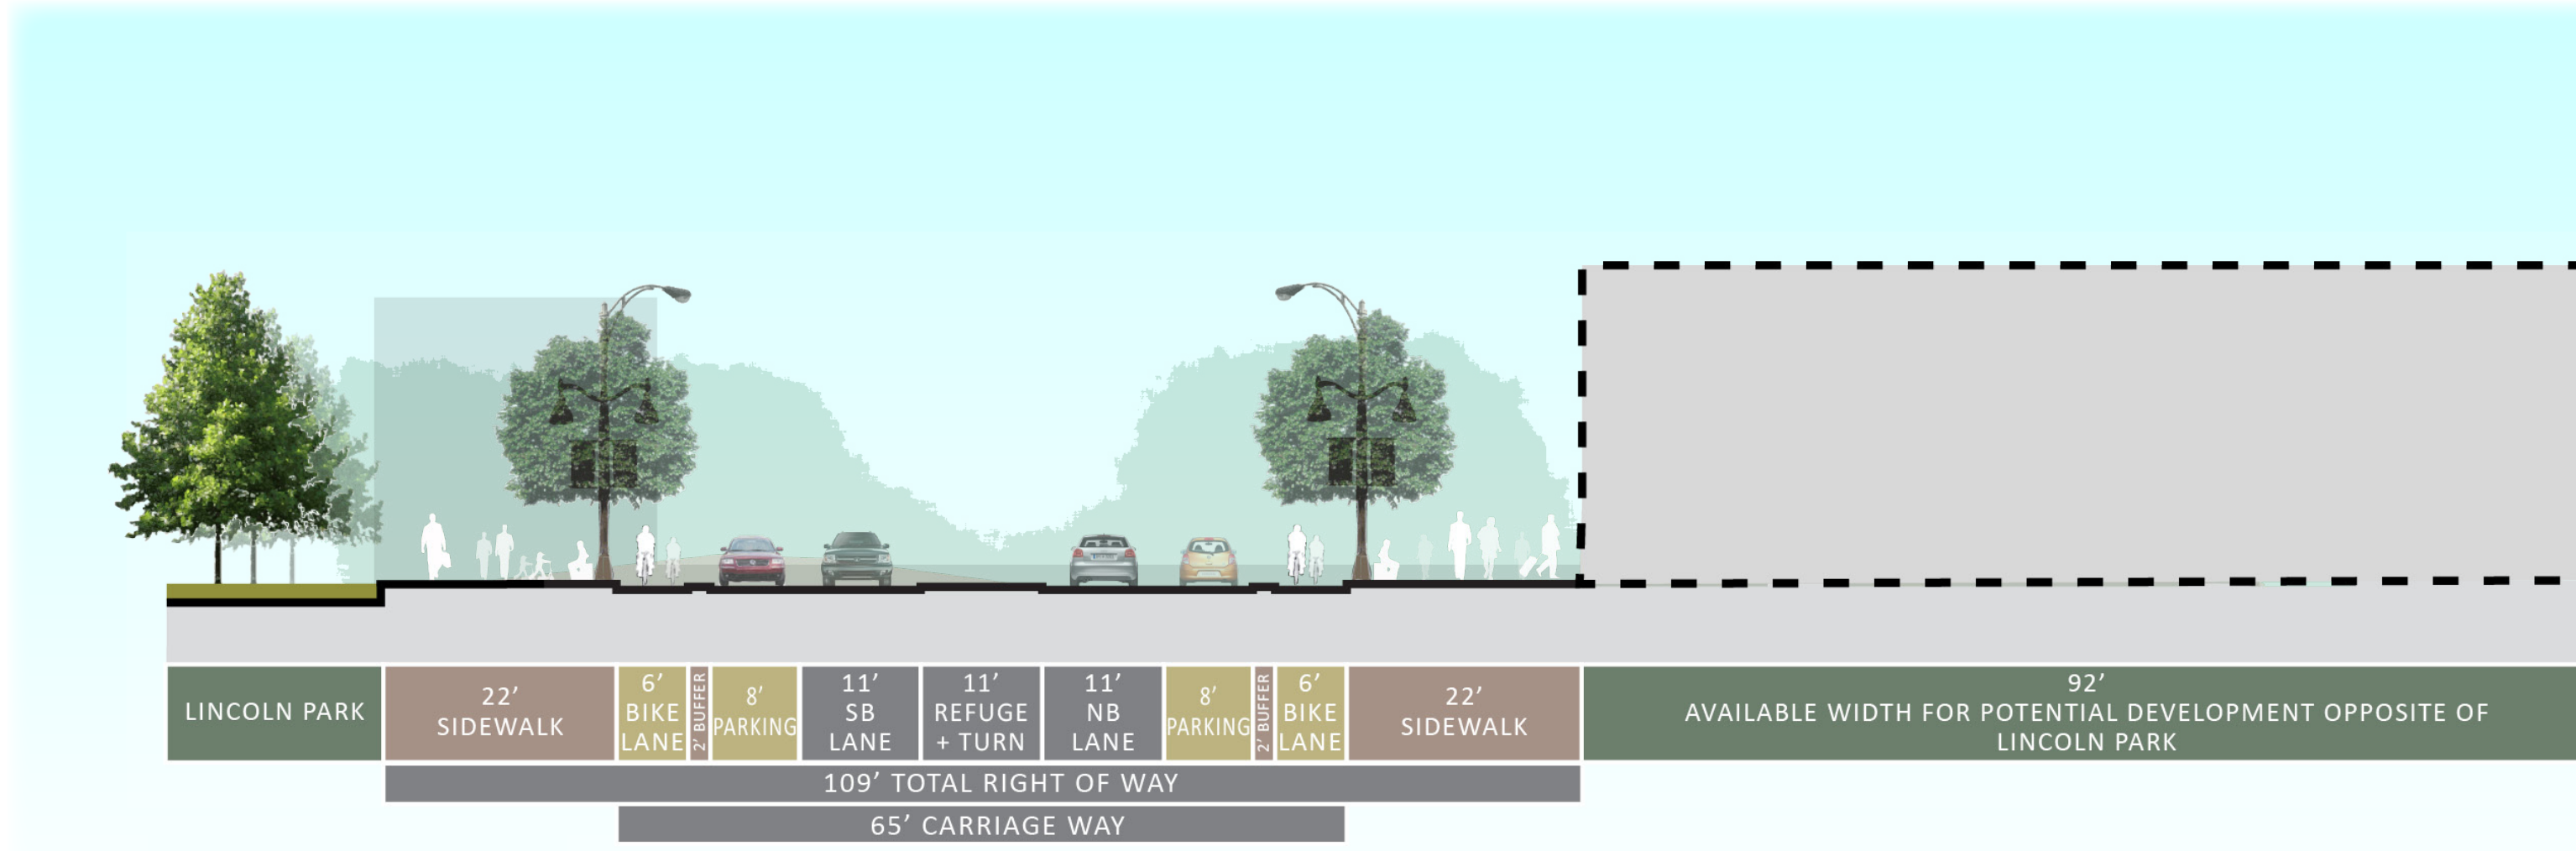 LINCOLN PARK
22’
SIDEWALK
6’
BIKE
LANE
2’ BUFFER
8’
PARKING
11’
SB
LANE
11’
REFUGE
+ TURN
11’
NB
LANE
8’
PARKING
2’ BUFFER
6’
BIKE
LANE
22’
SIDEWALK
92’
AVAILABLE WIDTH FOR POTENTIAL DEVELOPMENT OPPOSITE OF
LINCOLN PARK
109’ TOTAL RIGHT OF WAY
65’ CARRIAGE WAY